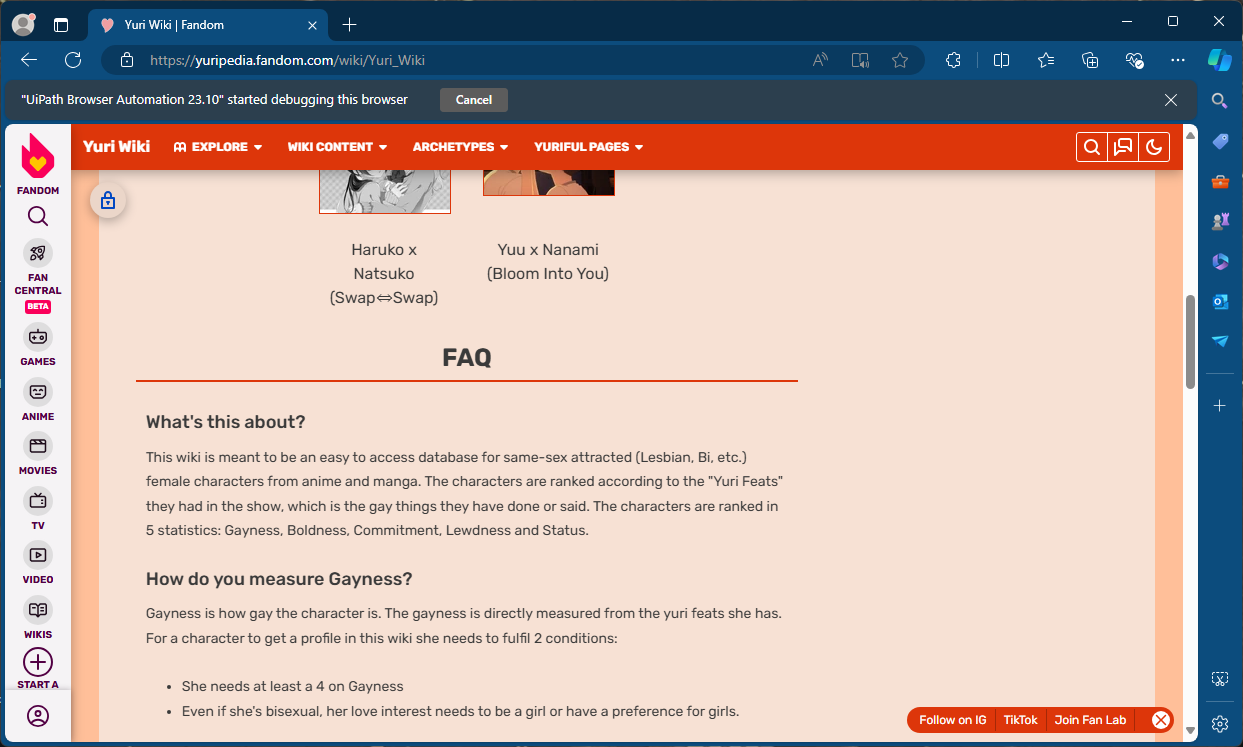 Yuri Wiki | Fandom
https://yuripedia.fandom.com/wiki/Yuri_Wiki
"UiPath Browser Automation 23.10" started debugging this browser
Cancel
FANDOM
FAN
CENTRAL
BETA
GAMES
ANIME
MOVIES
TV
VIDEO
WIKIS
START A
Yuri Wiki
EXPLORE
WIKI CONTENT
ARCHETYPES
YURIFUL PAGES
Haruko x
Natsuko
(Swap⇔Swap)
Yuu x Nanami
(Bloom Into You)
FAQ
What's this about?
This wiki is meant to be an easy to access database for same-sex attracted (Lesbian, Bi, etc.)
female characters from anime and manga. The characters are ranked according to the "Yuri Feats"
they had in the show, which is the gay things they have done or said. The characters are ranked in
5 statistics: Gayness, Boldness, Commitment, Lewdness and Status.
How do you measure Gayness?
Gayness is how gay the character is. The gayness is directly measured from the yuri feats she has.
For a character to get a profile in this wiki she needs to fulfil 2 conditions:
• She needs at least a 4 on Gayness
• Even if she's bisexual, her love interest needs to be a girl or have a preference for girls.
Follow on IG
TikTok
Join Fan Lab